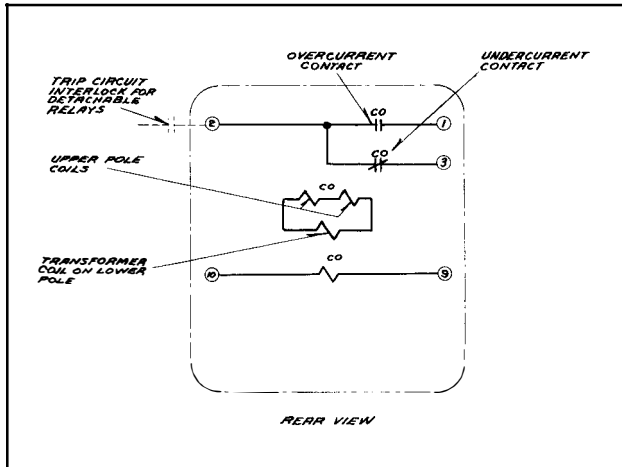 OVERCURRENT
CONTACT
UNDERCURRENT
CONTACT
TRIP CIRCUIT
INTERLOCK FOR
DETACHABLE
RELAYS
2
CO
1
CO
3
UPPER POLE
COILS
CO
TRANSFORMER
COIL ON LOWER
POLE
10
CO
9
REAR VIEW